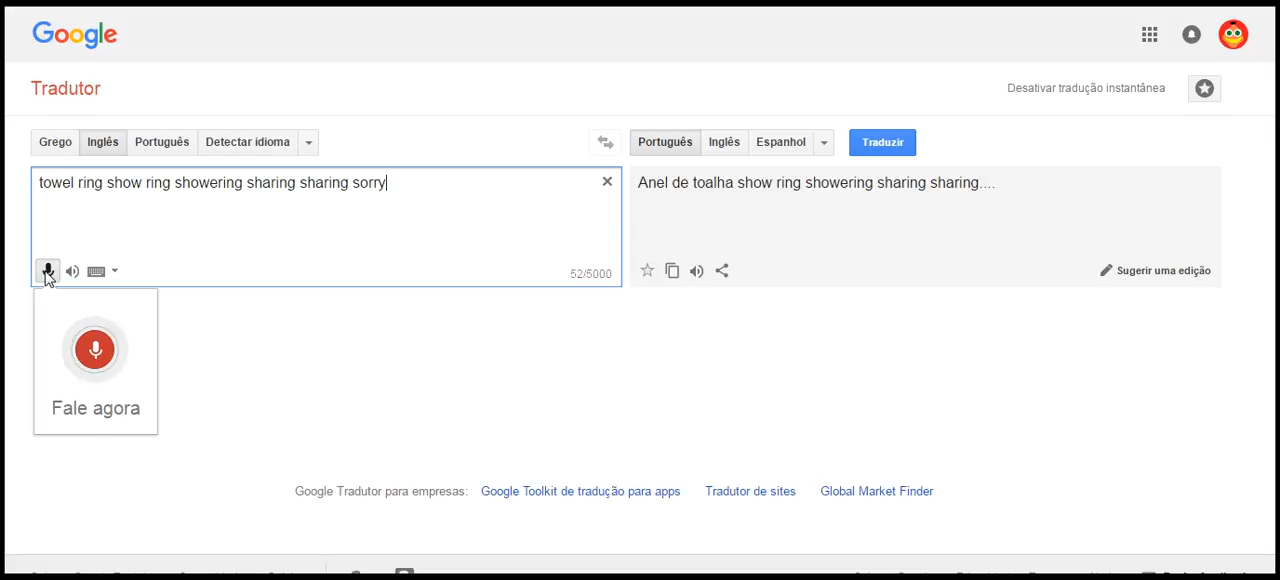 Google
Tradutor
Desativar tradução instantânea
Grego Inglês Português Detectar idioma
Português Inglês Espanhol Traduzir
towel ring show ring showering sharing sharing sorry
Anel de toalha show ring showering sharing sharing....
52/5000
Sugerir uma edição
Fale agora
Google Tradutor para empresas: Google Toolkit de tradução para apps Tradutor de sites Global Market Finder